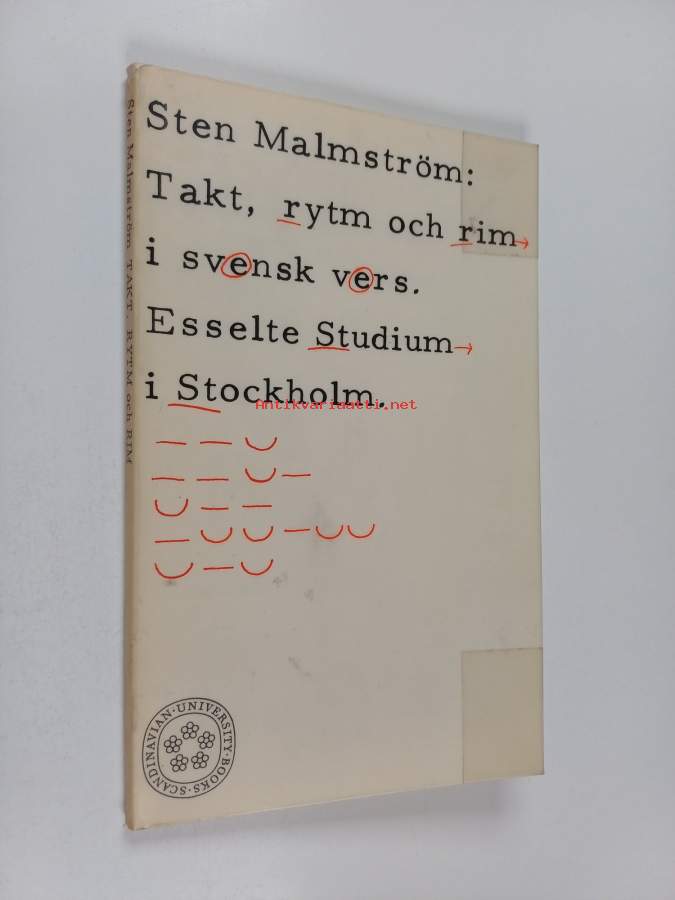 Sten Malmström:
Takt, rytm och rim
i svensk vers.
Esselte Studium
i Stockholm.
Antikvariaatti.net
— — ◡
— — ◡ —
◡ — —
— ◡ ◡ — ◡ ◡
◡ — ◡
SCANDINAVIAN·UNIVERSITY·BOOKS·
Sten Malmström TAKT, RYTM och RIM